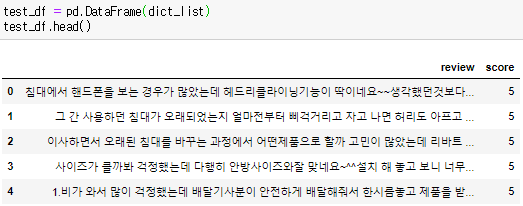 test_df = pd.DataFrame(dict_list)
test_df.head()
review score
0 침대에서 핸드폰을 보는 경우가 많았는데 헤드리클라이닝기능이 딱이네요~~생각했던것보다... 5
1 그 간 사용하던 침대가 오래되었는지 얼마전부터 삐걱거리고 자고 나면 허리도 아프고 ... 5
2 이사하면서 오래된 침대를 바꾸는 과정에서 어떤제품으로 할까 고민이 많았는데 리바트 ... 5
3 사이즈가 클까봐 걱정했는데 다행히 안방사이즈와잘 맞네요~^^설치 해 놓고 보니 너무... 5
4 1.비가 와서 많이 걱정했는데 배달기사분이 안전하게 배달해줘서 한시름놓고 제품을 받... 5